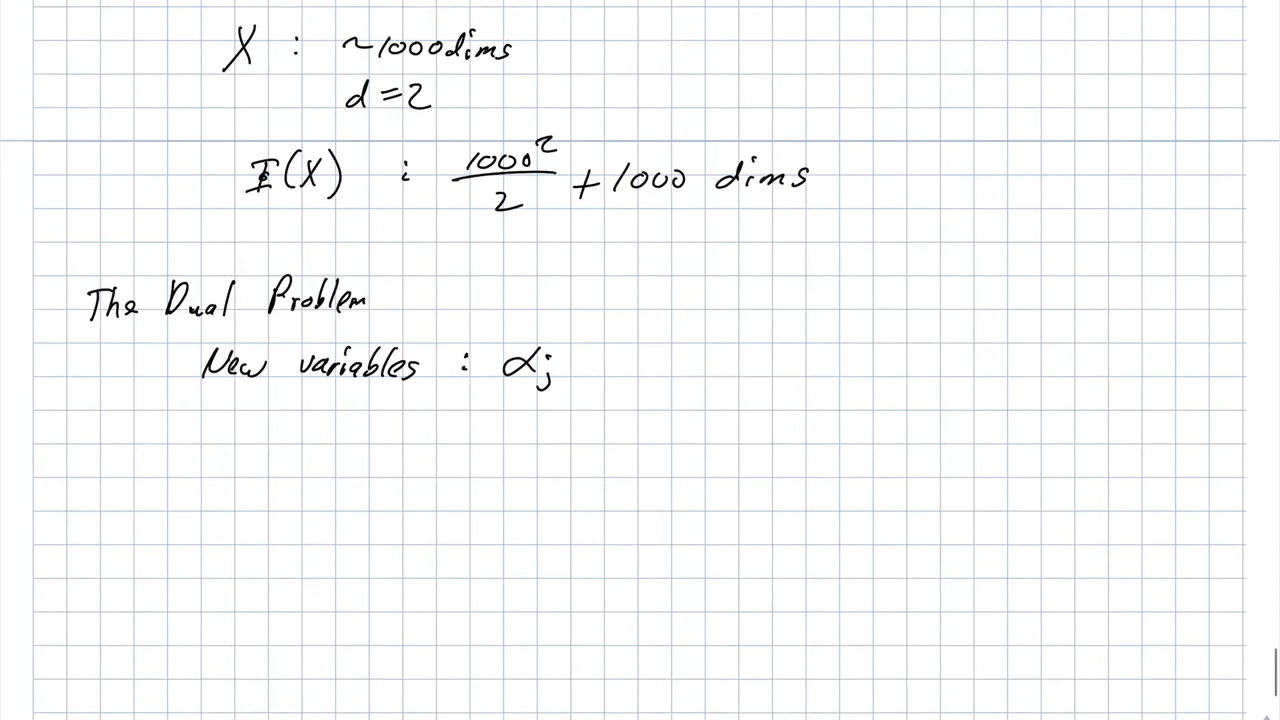 X : ~1000dims
d = 2
Φ(X) : 1000²/2 + 1000 dims
The Dual Problem
New variables : αj